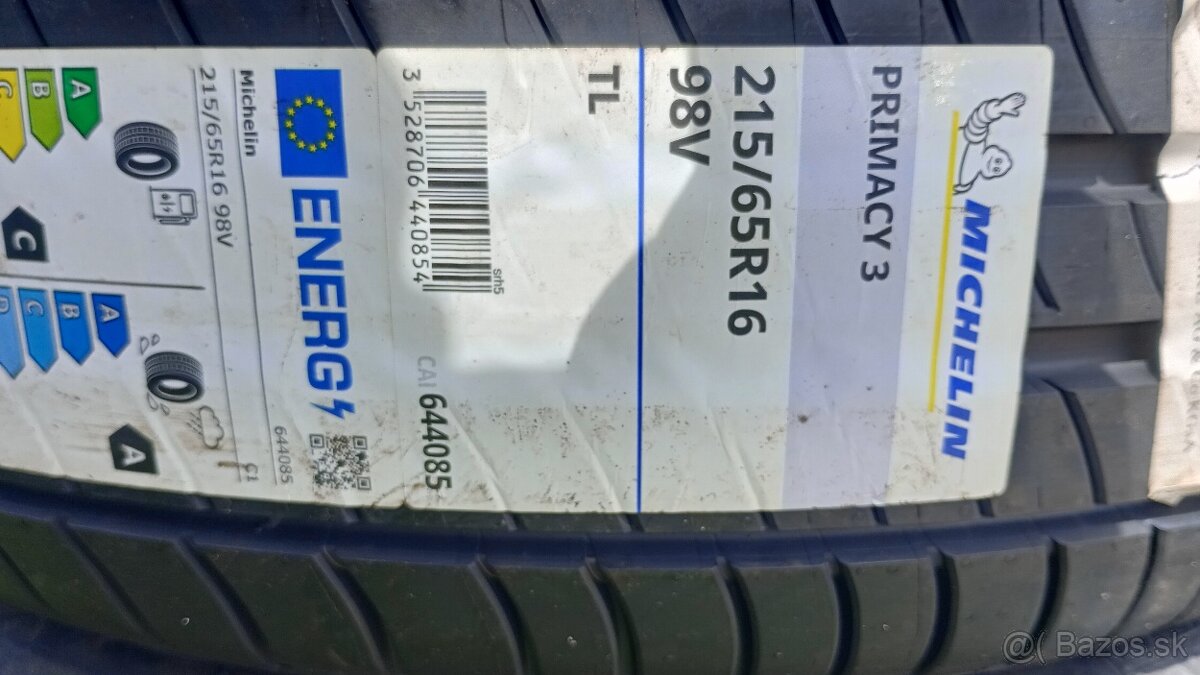 MICHELIN
PRIMACY 3
215/65R16
98V
TL
3 528706 440854
srh5
CAI 644085
ENERG
Michelin
644085
215/65R16 98V
C1
A
B
C
C
A
B
C
D
A
@( Bazos.sk